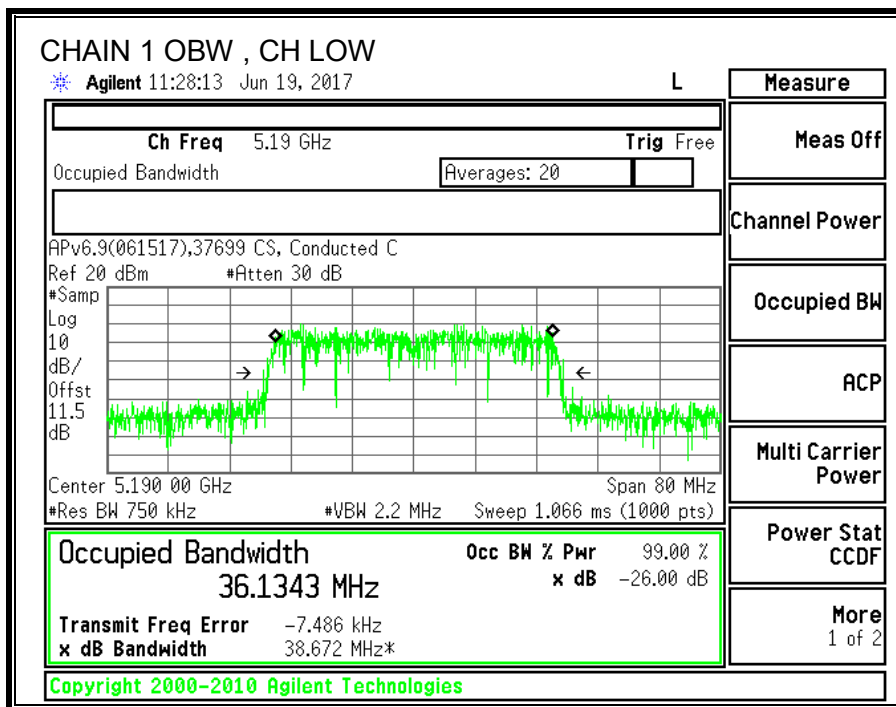 CHAIN 1 OBW , CH LOW
Agilent 11:28:13 Jun 19, 2017 L
Measure
Ch Freq 5.19 GHz Trig Free
Occupied Bandwidth Averages: 20
APv6.9(061517),37699 CS, Conducted C
Ref 20 dBm #Atten 30 dB
#Samp
Log
10
dB/
Offst
11.5
dB
Center 5.190 00 GHz Span 80 MHz
#Res BW 750 kHz #VBW 2.2 MHz Sweep 1.066 ms (1000 pts)
Occupied Bandwidth Occ BW % Pwr 99.00 %
36.1343 MHz x dB -26.00 dB
Transmit Freq Error -7.486 kHz
x dB Bandwidth 38.672 MHz*
Copyright 2000-2010 Agilent Technologies
Meas Off
Channel Power
Occupied BW
ACP
Multi Carrier
Power
Power Stat
CCDF
More
1 of 2